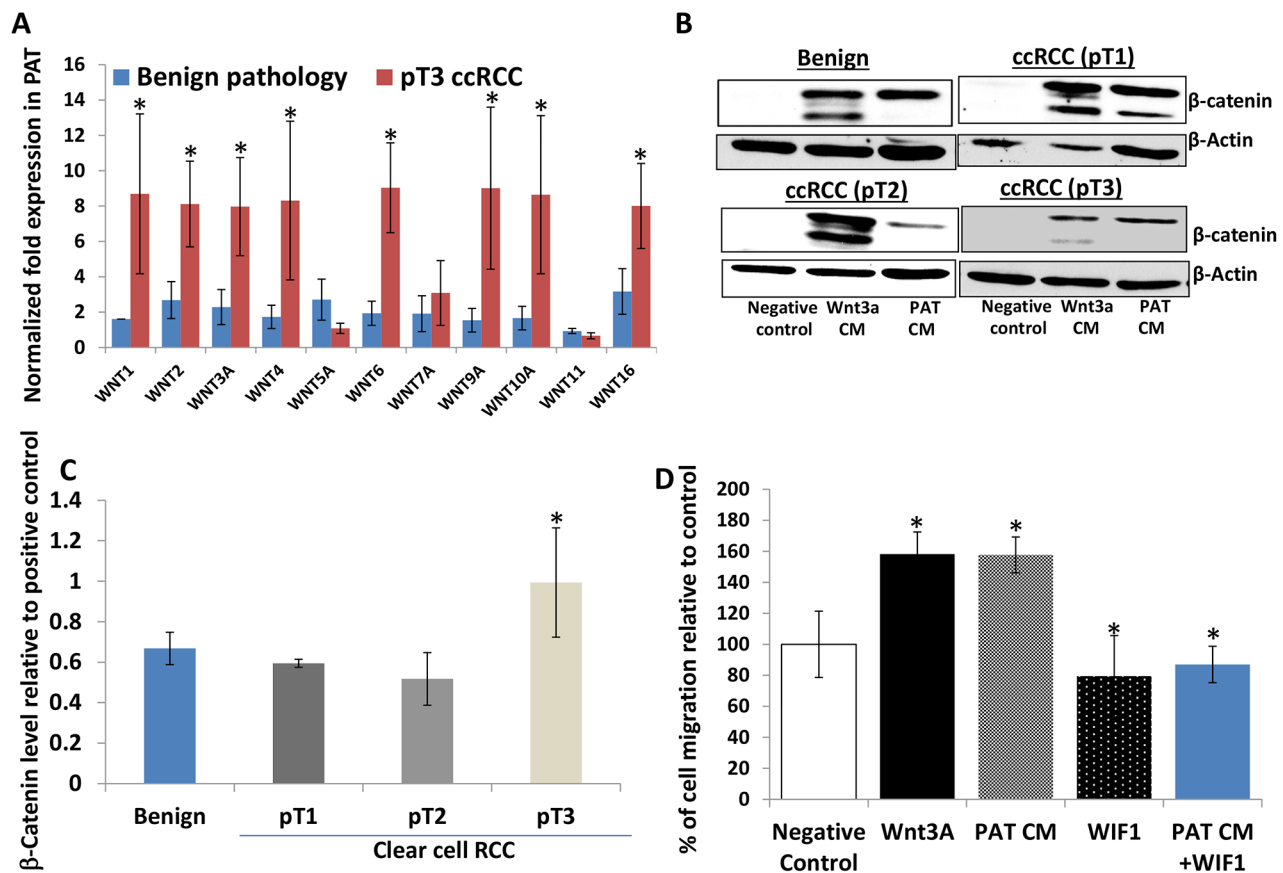 A
Normalized fold expression in PAT
16
14
12
10
8
6
4
2
0
Benign pathology
pT3 ccRCC
* * * * * * * *
WNT1 WNT2 WNT3A WNT4 WNT5A WNT6 WNT7A WNT9A WNT10A WNT11 WNT16
B
Benign
ccRCC (pT1)
β-catenin
β-Actin
ccRCC (pT2)
ccRCC (pT3)
β-catenin
β-Actin
Negative Wnt3a PAT
control CM CM
Negative Wnt3a PAT
control CM CM
C
β-Catenin level relative to positive control
1.4
1.2
1
0.8
0.6
0.4
0.2
0
*
Benign pT1 pT2 pT3
Clear cell RCC
D
% of cell migration relative to control
200
180
160
140
120
100
80
60
40
20
0
* * * *
Negative Wnt3A PAT CM WIF1 PAT CM
Control +WIF1